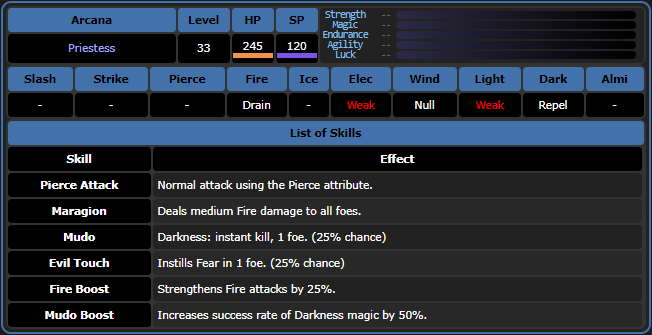 Arcana Level HP SP
Strength --
Magic --
Endurance --
Agility --
Luck --
Priestess 33 245 120
Slash Strike Pierce Fire Ice Elec Wind Light Dark Almi
- - - Drain - Weak Null Weak Repel -
List of Skills
Skill Effect
Pierce Attack Normal attack using the Pierce attribute.
Maragion Deals medium Fire damage to all foes.
Mudo Darkness: instant kill, 1 foe. (25% chance)
Evil Touch Instills Fear in 1 foe. (25% chance)
Fire Boost Strengthens Fire attacks by 25%.
Mudo Boost Increases success rate of Darkness magic by 50%.